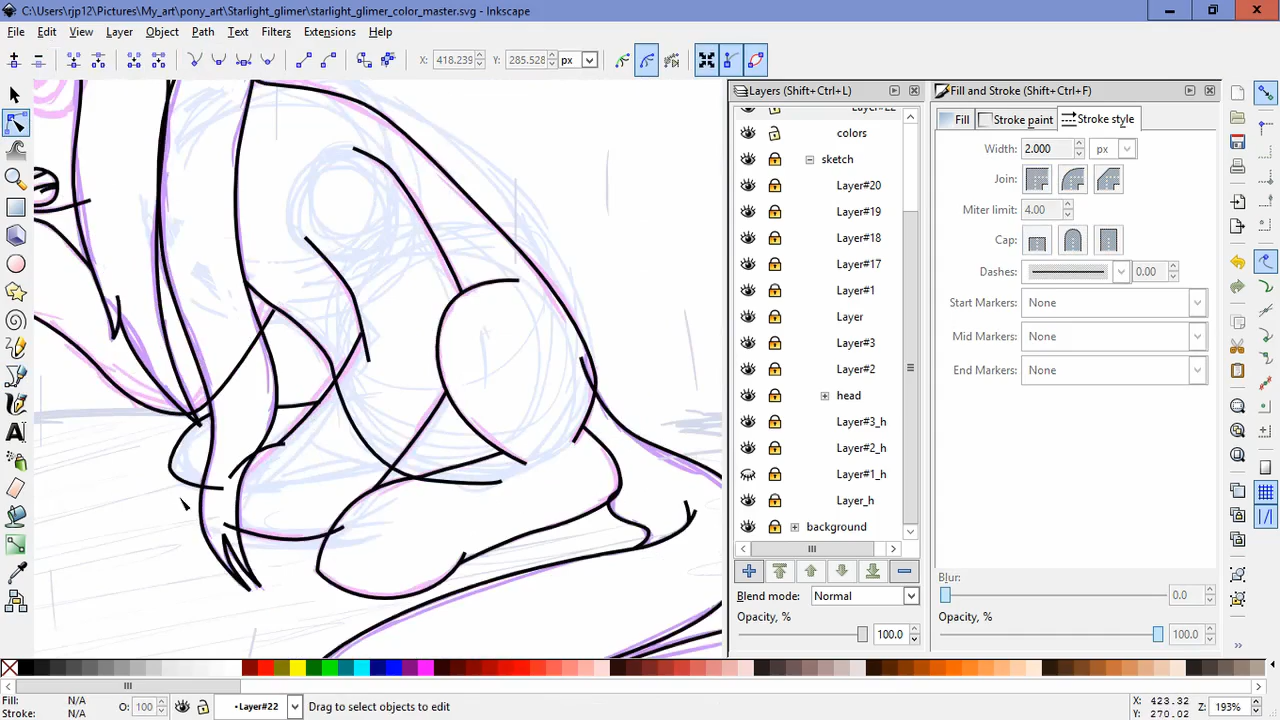 C:\Users\rjp12\Pictures\My_art\pony_art\Starlight_glimer\starlight_glimer_color_master.svg - Inkscape
File Edit View Layer Object Path Text Filters Extensions Help
X: 418.239 Y: 285.528 px
Layers (Shift+Ctrl+L)
Fill and Stroke (Shift+Ctrl+F)
colors
sketch
Layer#20
Layer#19
Layer#18
Layer#17
Layer#1
Layer
Layer#3
Layer#2
head
Layer#3_h
Layer#2_h
Layer#1_h
Layer_h
background
Blend mode: Normal
Opacity, %
100.0
Fill Stroke paint Stroke style
Width: 2.000 px
Join:
Miter limit: 4.00
Cap:
Dashes: 0.00
Start Markers: None
Mid Markers: None
End Markers: None
Blur:
0.0
Opacity, %
100.0
Fill: N/A
Stroke: N/A
O: 100
•Layer#22
Drag to select objects to edit
X: 423.32
Y: 270.02
Z: 193%